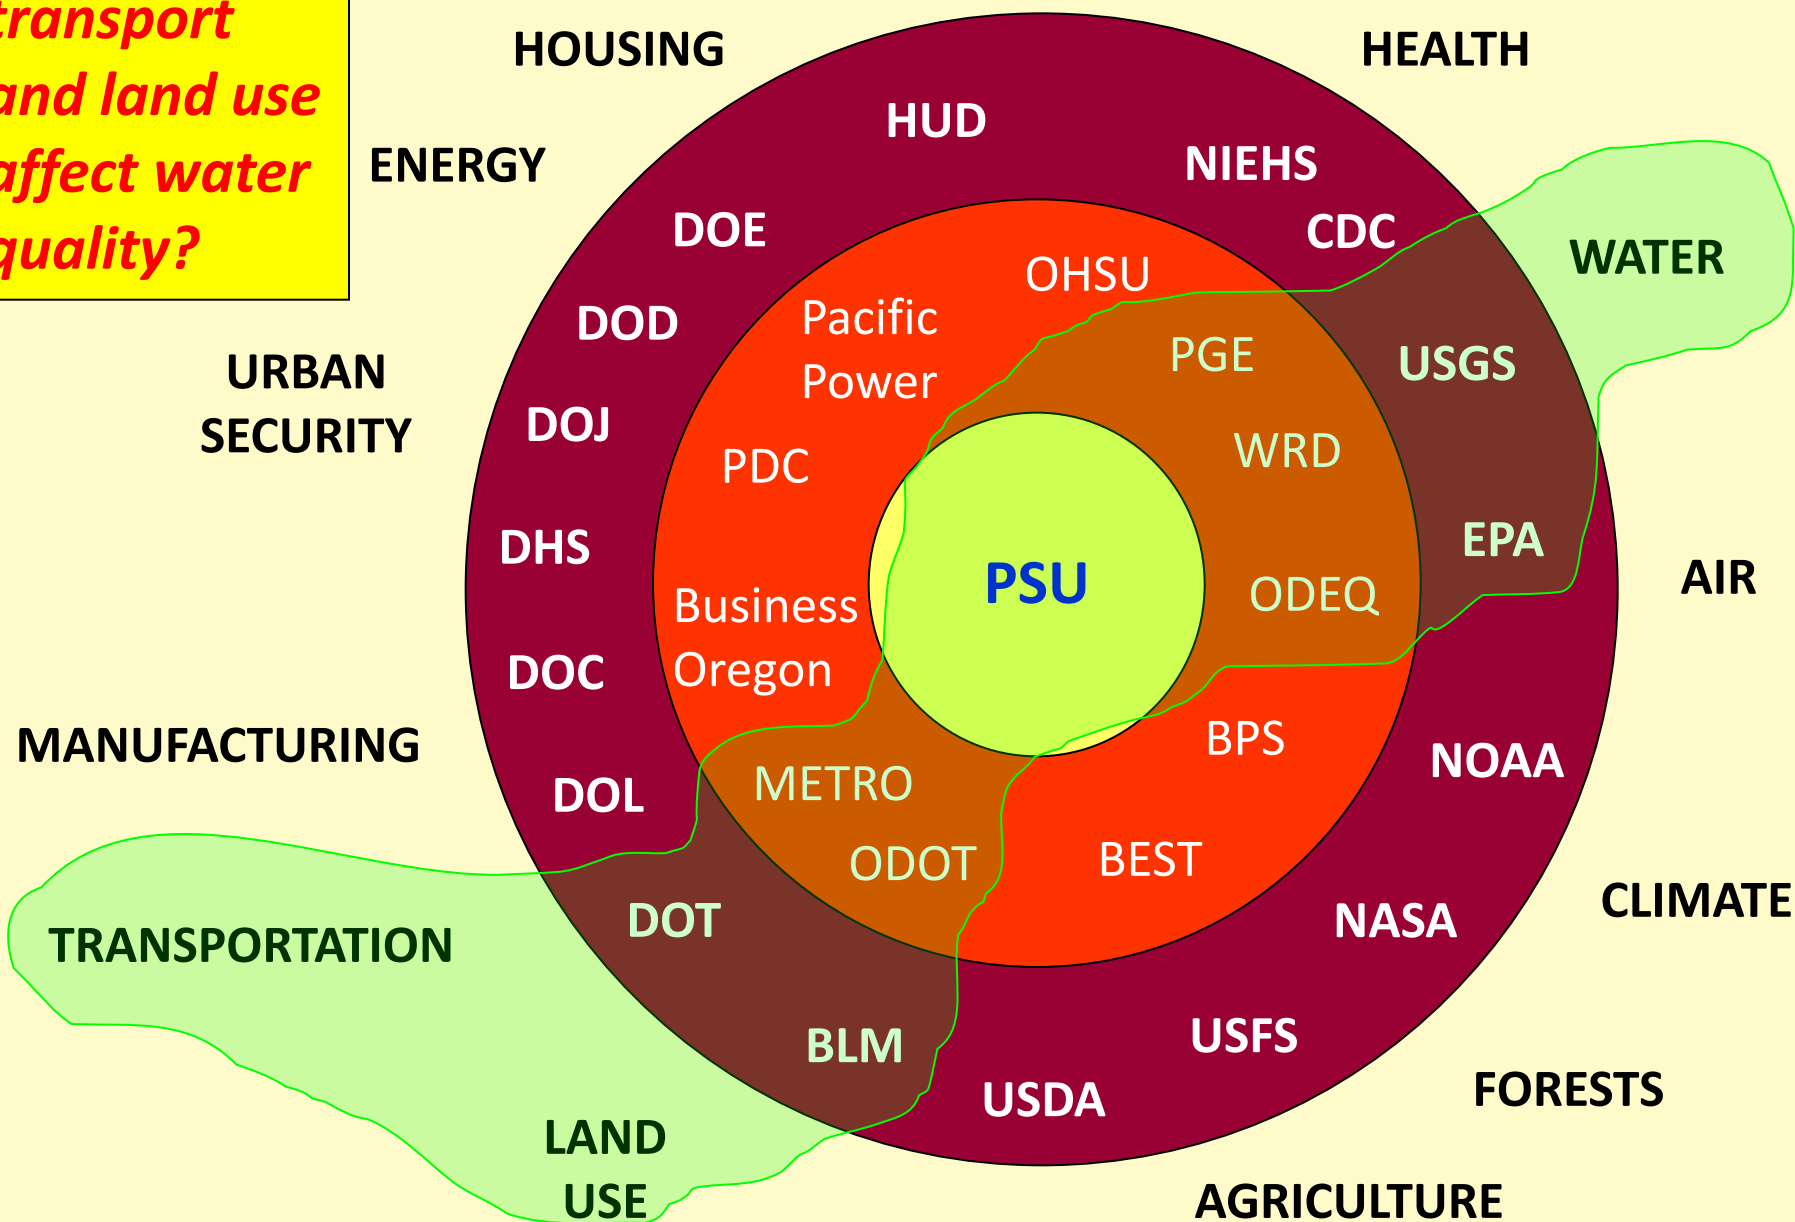 transport
and land use
affect water
quality?
HOUSING
HEALTH
ENERGY
HUD
NIEHS
CDC
WATER
DOE
OHSU
DOD
Pacific
Power
PGE
USGS
URBAN
SECURITY
DOJ
PDC
WRD
DHS
EPA
PSU
ODEQ
AIR
Business
Oregon
DOC
MANUFACTURING
BPS
NOAA
DOL
METRO
ODOT
BEST
DOT
NASA
CLIMATE
TRANSPORTATION
BLM
USFS
USDA
FORESTS
LAND
USE
AGRICULTURE